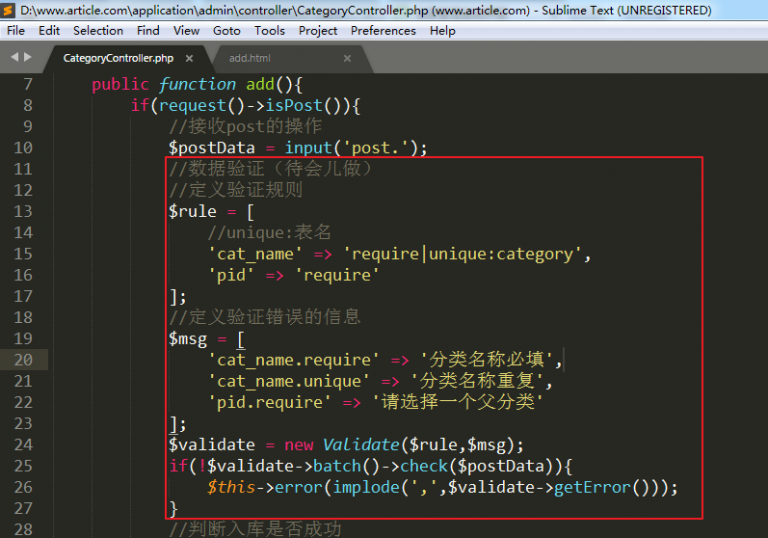 D:\www.article.com\application\admin\controller\CategoryController.php (www.article.com) - Sublime Text (UNREGISTERED)
File Edit Selection Find View Goto Tools Project Preferences Help
CategoryController.php × add.html ×
7 public function add(){
8 if(request()->isPost()){
9 //接收post的操作
10 $postData = input('post.');
11 //数据验证（待会儿做）
12 //定义验证规则
13 $rule = [
14 //unique:表名
15 'cat_name' => 'require|unique:category',
16 'pid' => 'require'
17 ];
18 //定义验证错误的信息
19 $msg = [
20 'cat_name.require' => '分类名称必填',
21 'cat_name.unique' => '分类名称重复',
22 'pid.require' => '请选择一个父分类'
23 ];
24 $validate = new Validate($rule,$msg);
25 if(!$validate->batch()->check($postData)){
26 $this->error(implode(',',$validate->getError()));
27 }
28 //判断入库是否成功